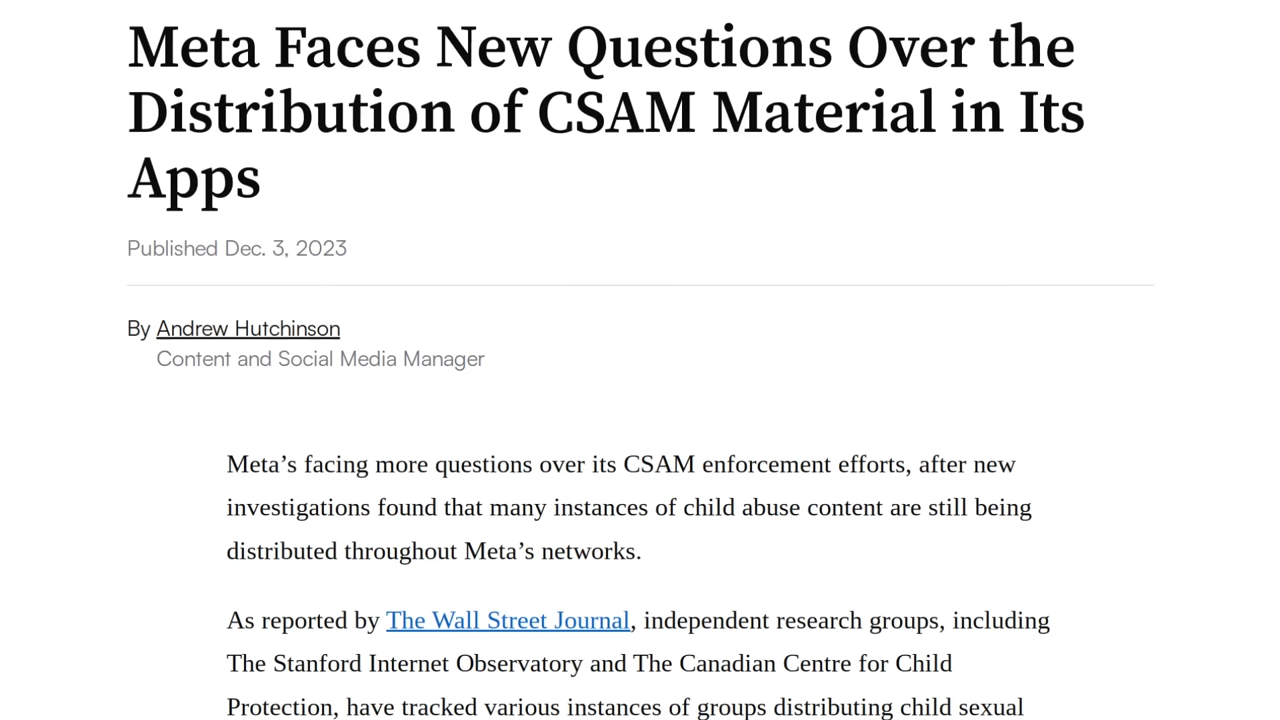 Meta Faces New Questions Over the
Distribution of CSAM Material in Its
Apps
Published Dec. 3, 2023
By Andrew Hutchinson
Content and Social Media Manager
Meta’s facing more questions over its CSAM enforcement efforts, after new
investigations found that many instances of child abuse content are still being
distributed throughout Meta’s networks.
As reported by The Wall Street Journal, independent research groups, including
The Stanford Internet Observatory and The Canadian Centre for Child
Protection, have tracked various instances of groups distributing child sexual